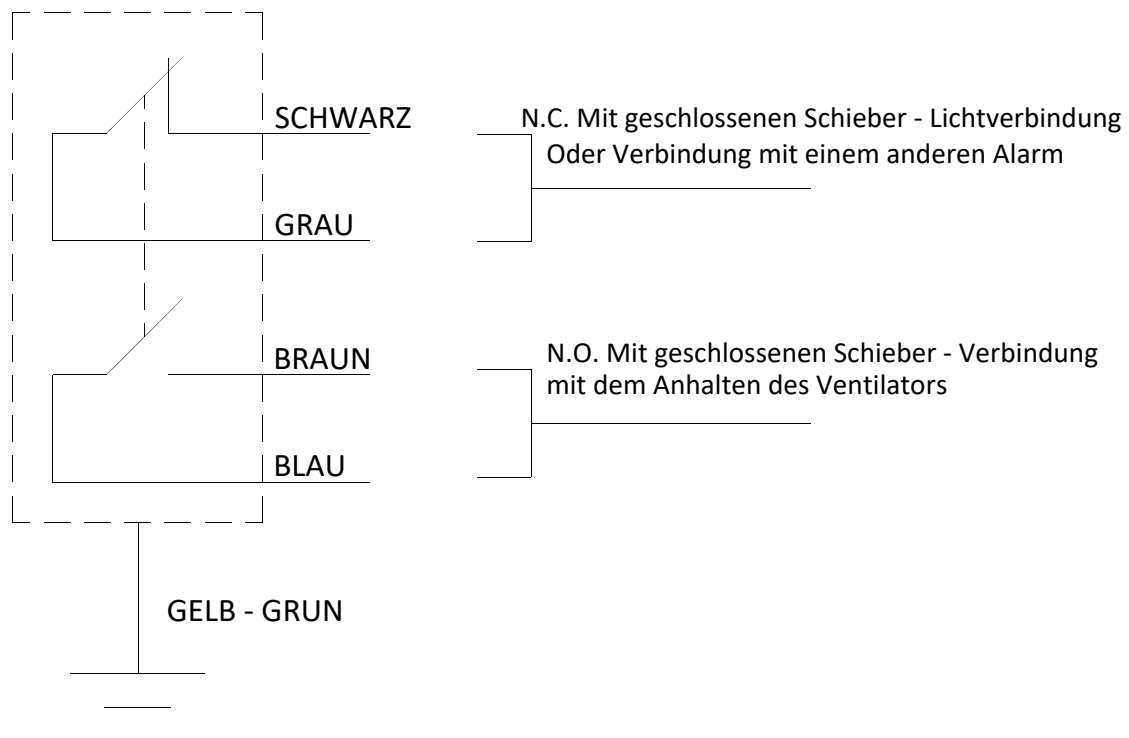 SCHWARZ
N.C. Mit geschlossenen Schieber - Lichtverbindung
Oder Verbindung mit einem anderen Alarm
GRAU
BRAUN
N.O. Mit geschlossenen Schieber - Verbindung
mit dem Anhalten des Ventilators
BLAU
GELB - GRUN